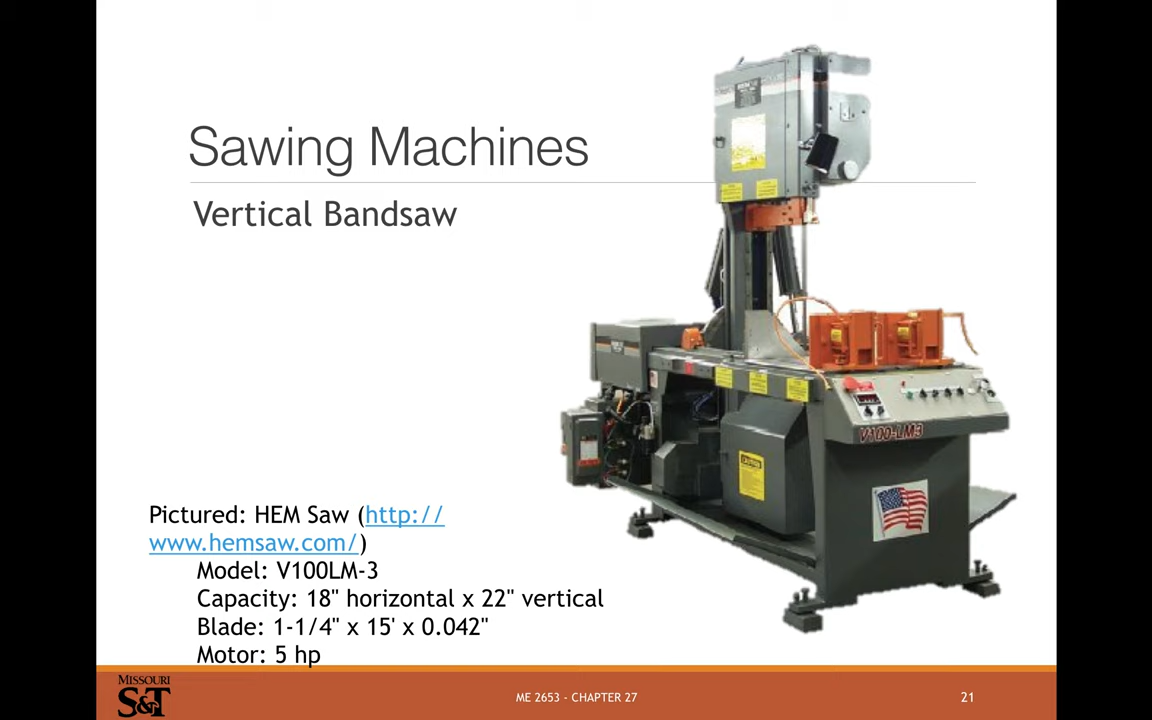 Sawing Machines
Vertical Bandsaw
V100-LM3
Pictured: HEM Saw (http://
www.hemsaw.com/)
Model: V100LM-3
Capacity: 18" horizontal x 22" vertical
Blade: 1-1/4" x 15' x 0.042"
Motor: 5 hp
MISSOURI
S&T
ME 2653 - CHAPTER 27
21